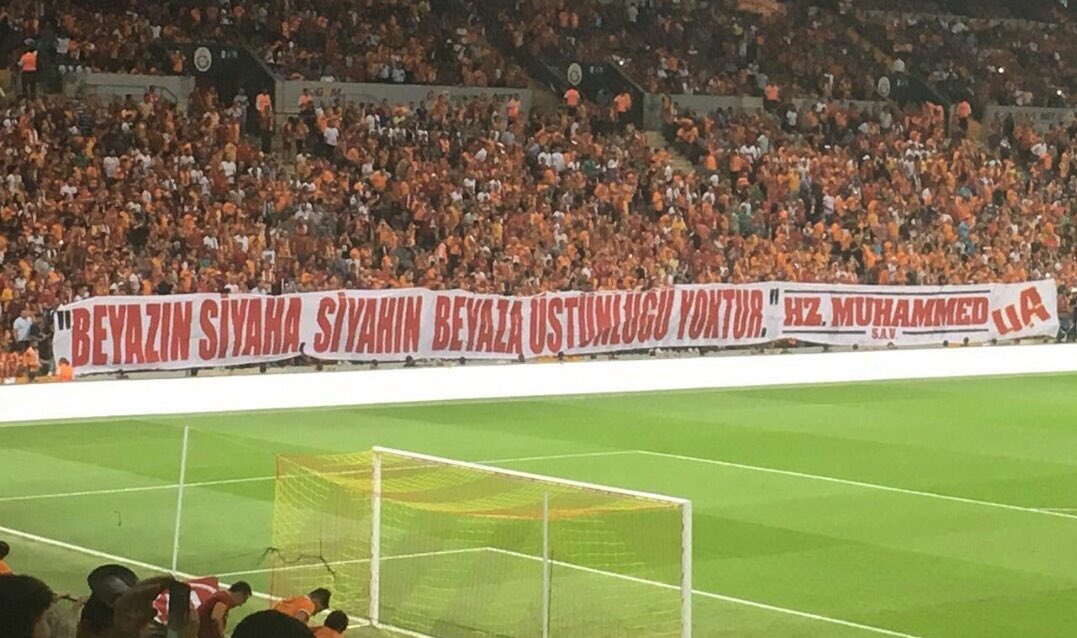 "BEYAZIN SİYAHA SİYAHIN BEYAZA ÜSTÜNLÜĞÜ YOKTUR." HZ. MUHAMMED UA
S.A.V